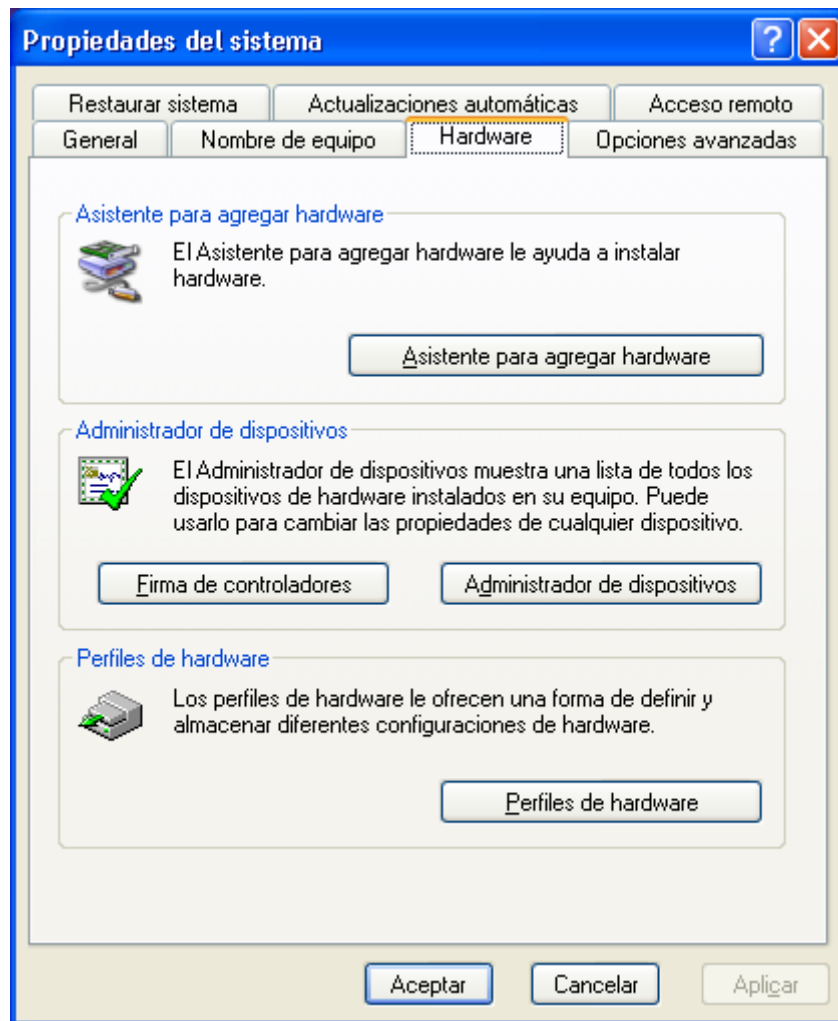 Propiedades del sistema
Restaurar sistema
Actualizaciones automáticas
Acceso remoto
General
Nombre de equipo
Hardware
Opciones avanzadas
Asistente para agregar hardware
El Asistente para agregar hardware le ayuda a instalar
hardware.
Asistente para agregar hardware
Administrador de dispositivos
El Administrador de dispositivos muestra una lista de todos los
dispositivos de hardware instalados en su equipo. Puede
usarlo para cambiar las propiedades de cualquier dispositivo.
Firma de controladores
Administrador de dispositivos
Perfiles de hardware
Los perfiles de hardware le ofrecen una forma de definir y
almacenar diferentes configuraciones de hardware.
Perfiles de hardware
Aceptar
Cancelar
Aplicar